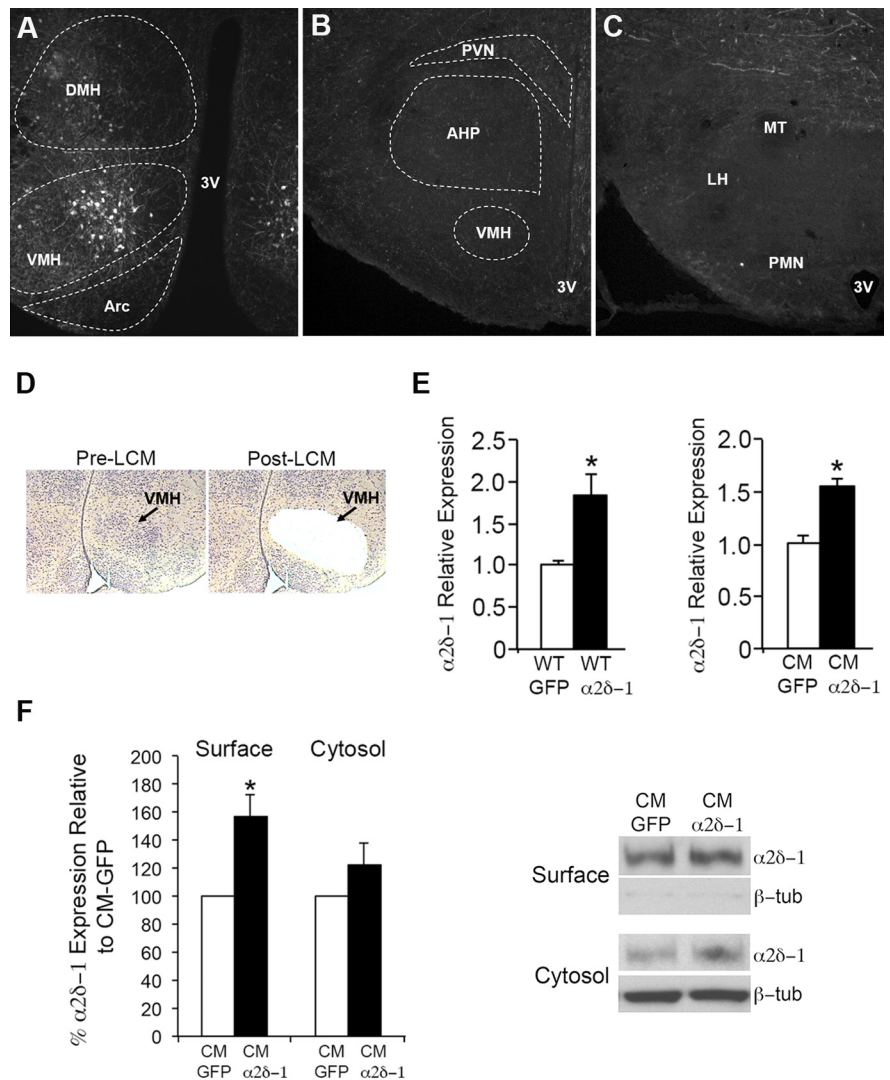 A
DMH
3V
VMH
Arc
B
PVN
AHP
VMH
3V
C
MT
LH
PMN
3V
D
Pre-LCM
VMH
Post-LCM
VMH
E
α2δ–1 Relative Expression
2.5
2.0
1.5
1.0
0.5
0
*
WT
GFP
WT
α2δ–1
α2δ–1 Relative Expression
2.0
1.5
1.0
0.5
0
*
CM
GFP
CM
α2δ–1
F
% α2δ–1 Expression Relative
to CM-GFP
200
180
160
140
120
100
80
60
40
20
0
Surface
Cytosol
*
CM
GFP
CM
α2δ–1
CM
GFP
CM
α2δ–1
CM
GFP
CM
α2δ–1
Surface
α2δ–1
β–tub
Cytosol
α2δ–1
β–tub